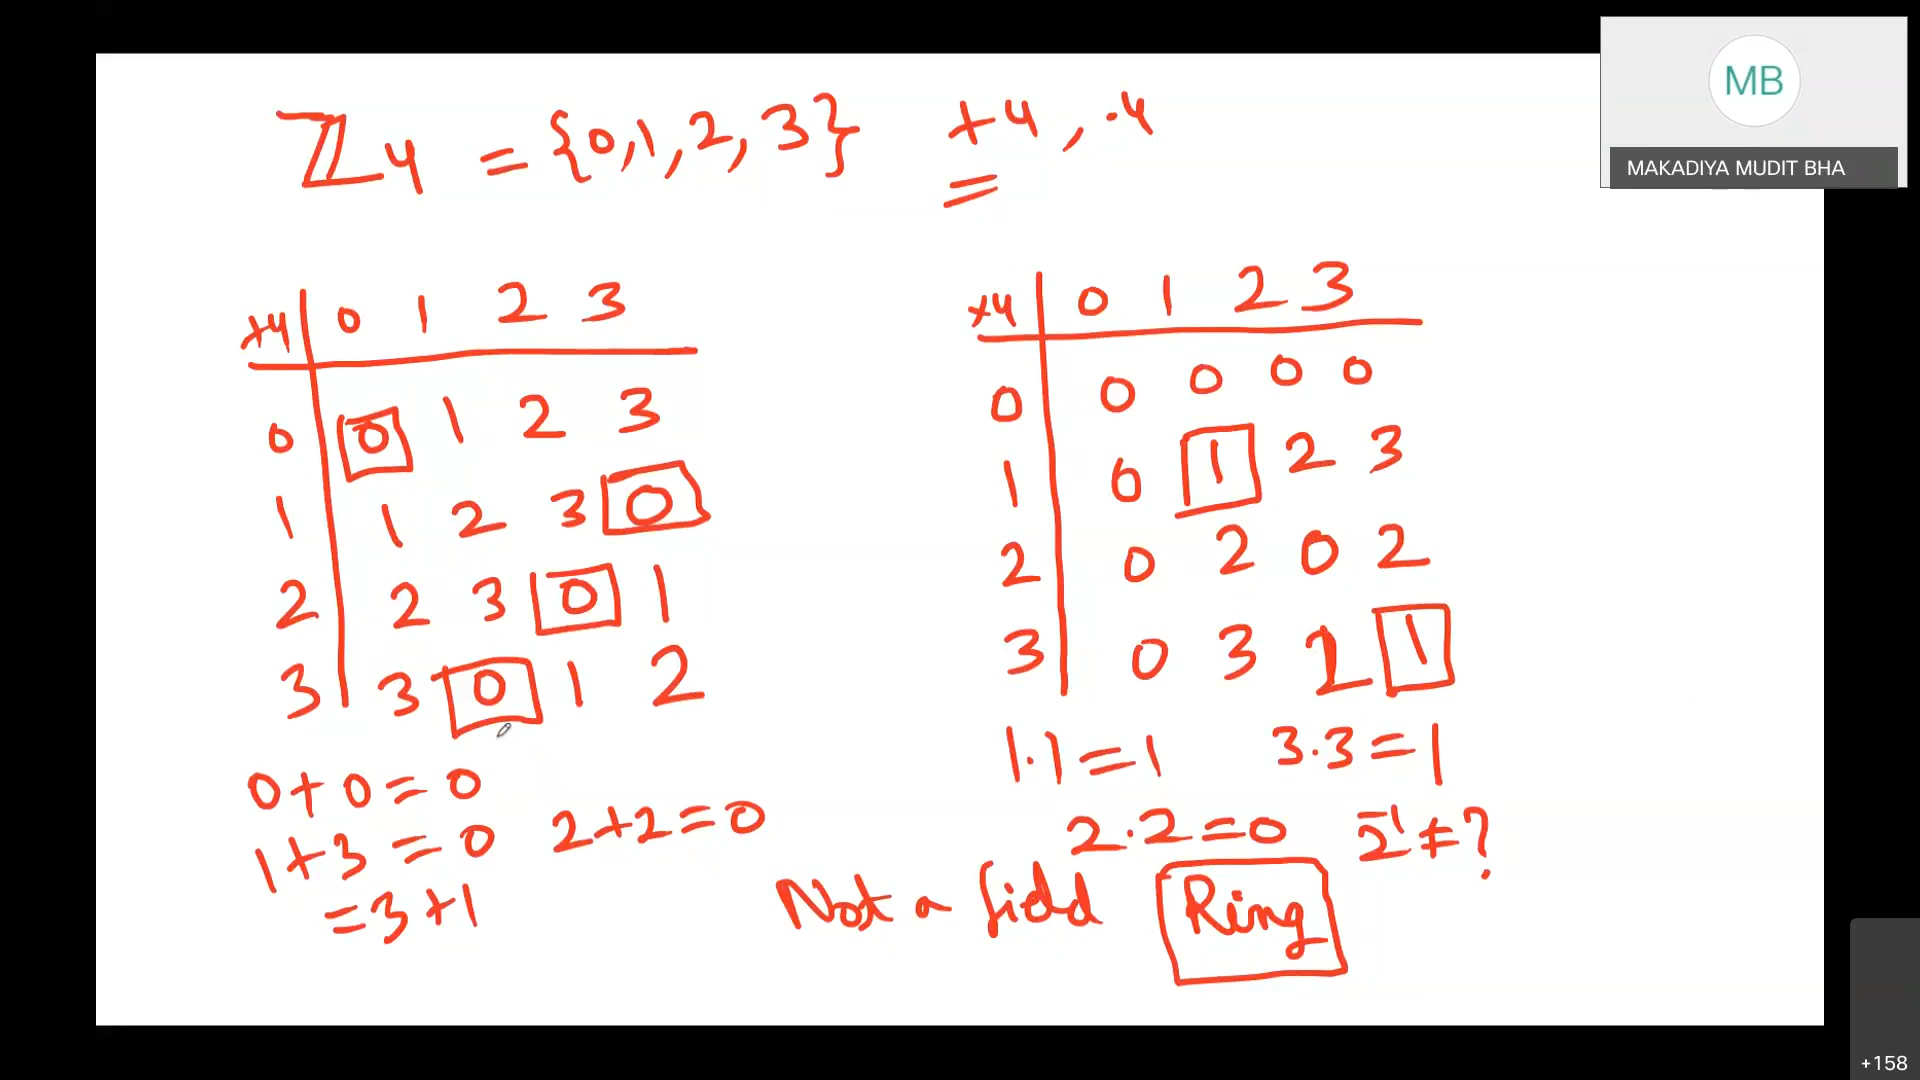 ℤ4 = {0,1,2,3} +4, ·4
MB
MAKADIYA MUDIT BHA
+4 0 1 2 3
0 0 1 2 3
1 1 2 3 0
2 2 3 0 1
3 3 0 1 2
0+0=0
1+3=0 2+2=0
=3+1
×4 0 1 2 3
0 0 0 0 0
1 0 1 2 3
2 0 2 0 2
3 0 3 2 1
1·1=1 3·3=1
2·2=0 2⁻¹≠?
Not a field Ring
+158